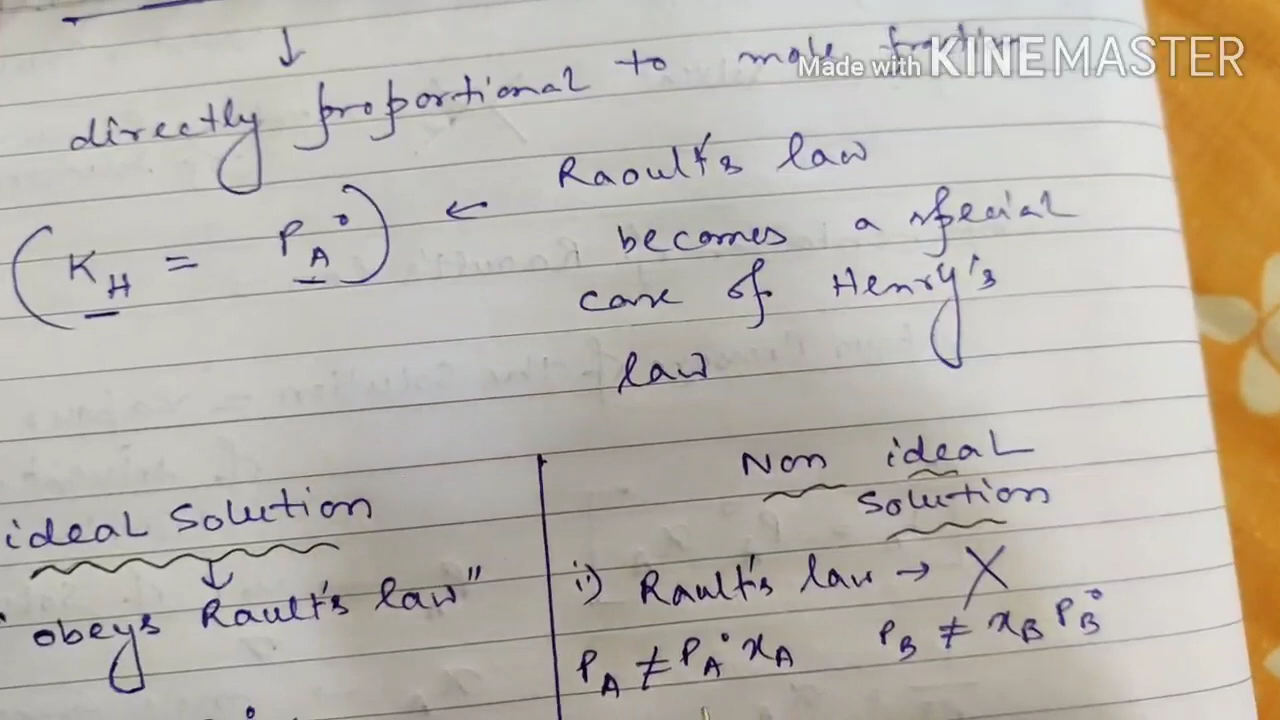 Made with KINEMASTER
↓
directly proportional to mole fraction
(K_H = P_A°) ← Raoult's law
becomes a special
case of Henry's
law
ideal Solution
↓
"obeys Rault's law"
Non ideal
Solution
i) Rault's law → X
P_A ≠ P_A° x_A P_B ≠ x_B P_B°